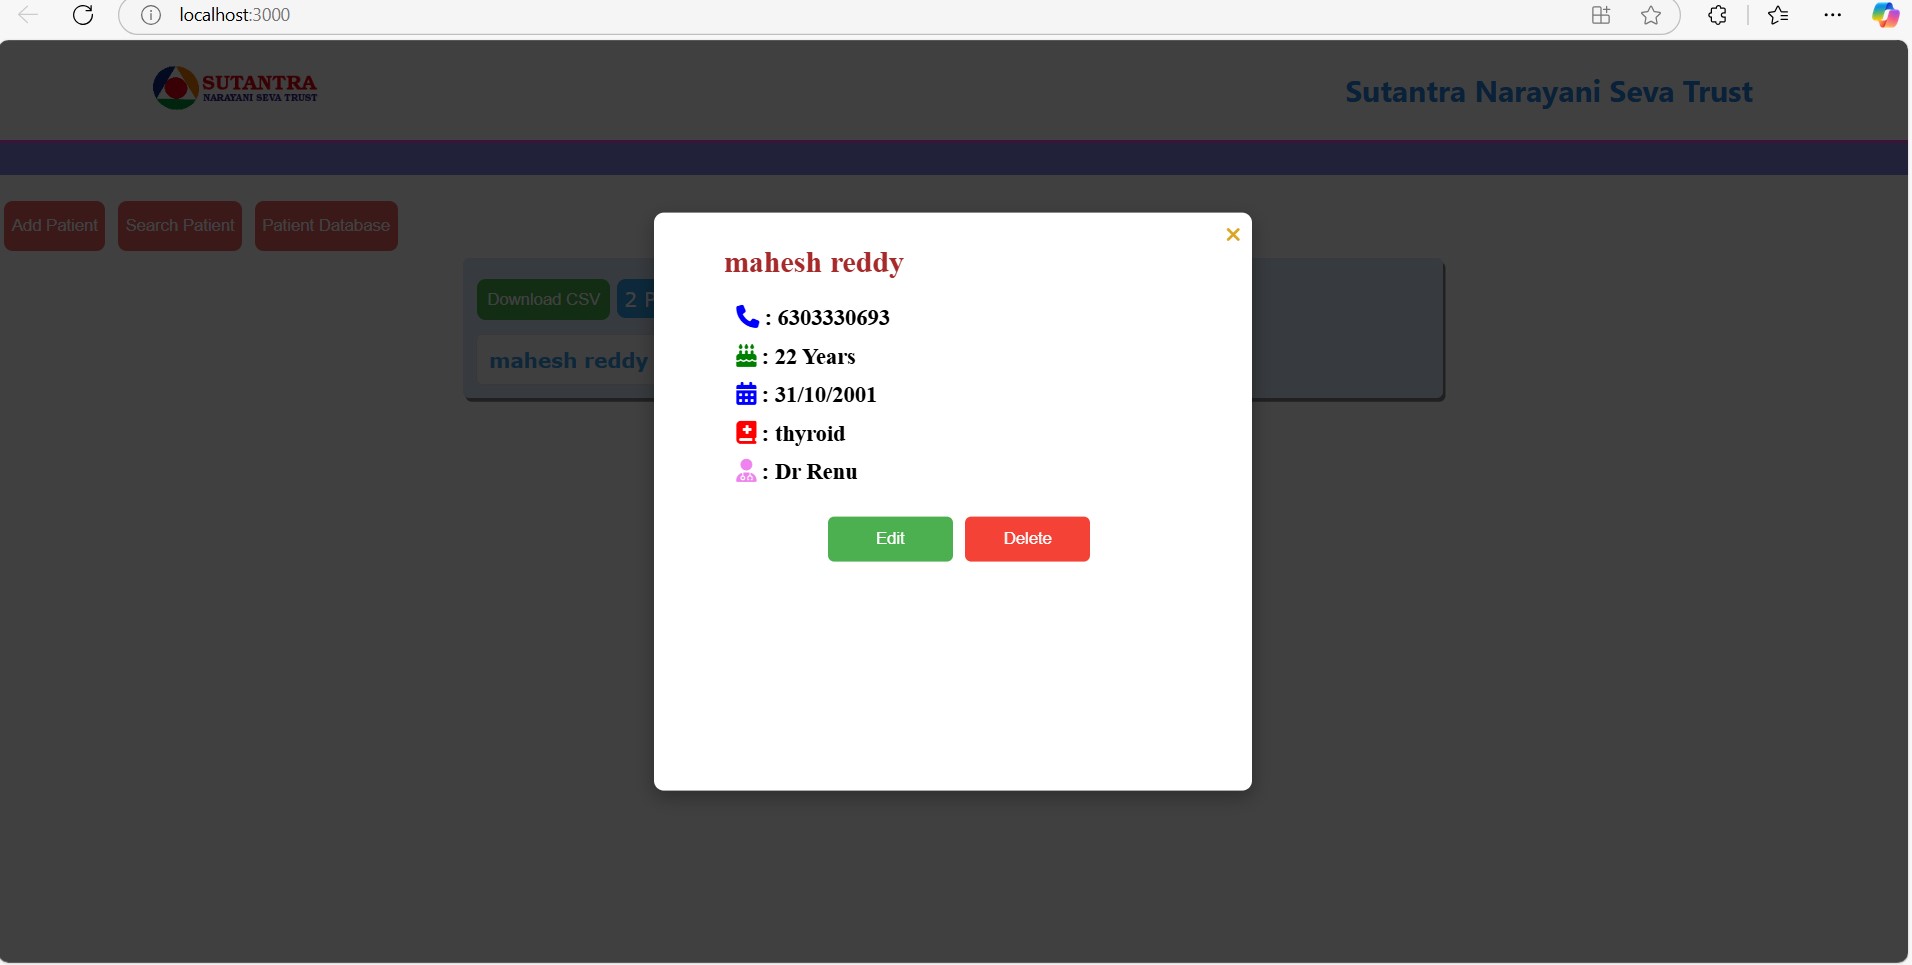 localhost:3000
SUTANTRA
NARAYANI SEVA TRUST
Sutantra Narayani Seva Trust
Add Patient
Search Patient
Patient Database
Download CSV
2 P
mahesh reddy
mahesh reddy
: 6303330693
: 22 Years
: 31/10/2001
: thyroid
: Dr Renu
Edit
Delete